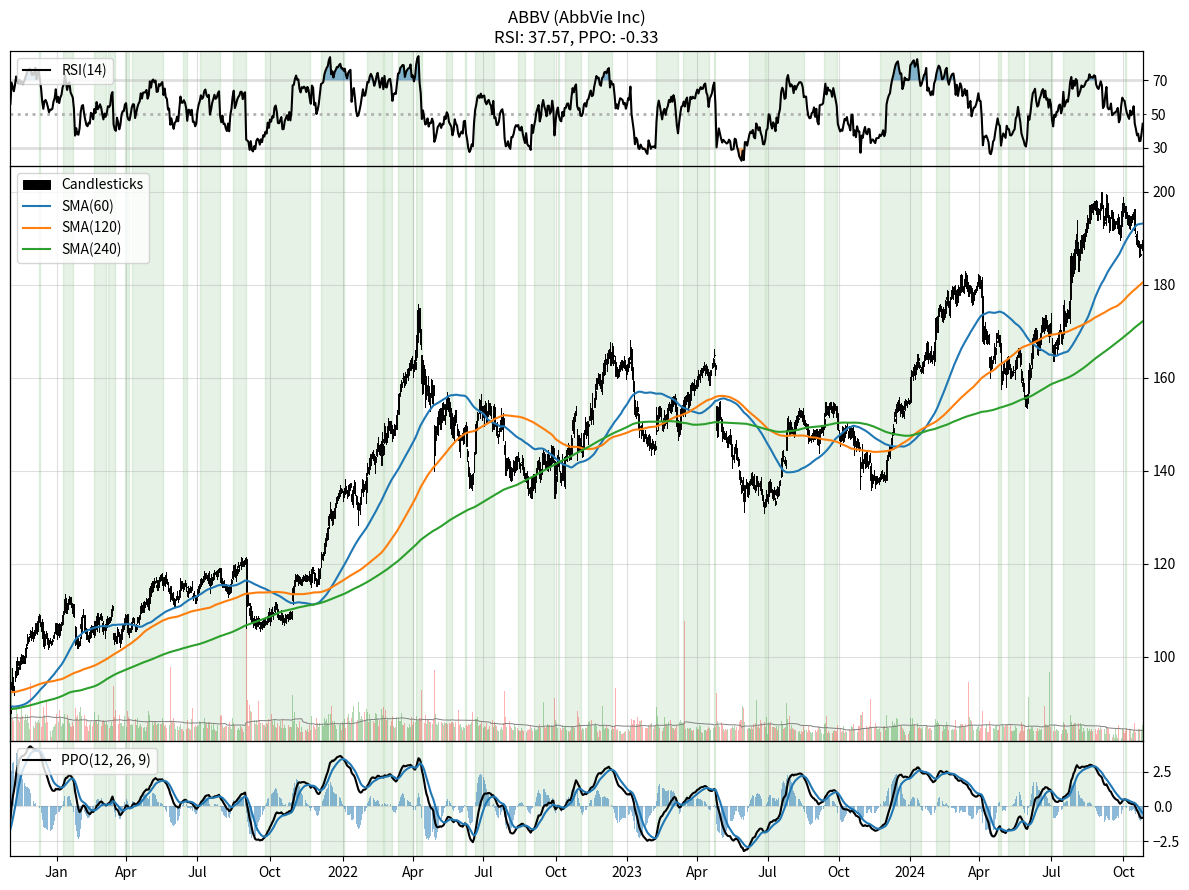 ABBV (AbbVie Inc)
RSI: 37.57, PPO: -0.33
RSI(14)
70
50
30
Candlesticks
SMA(60)
SMA(120)
SMA(240)
200
180
160
140
120
100
PPO(12, 26, 9)
2.5
0.0
−2.5
Jan Apr Jul Oct 2022 Apr Jul Oct 2023 Apr Jul Oct 2024 Apr Jul Oct